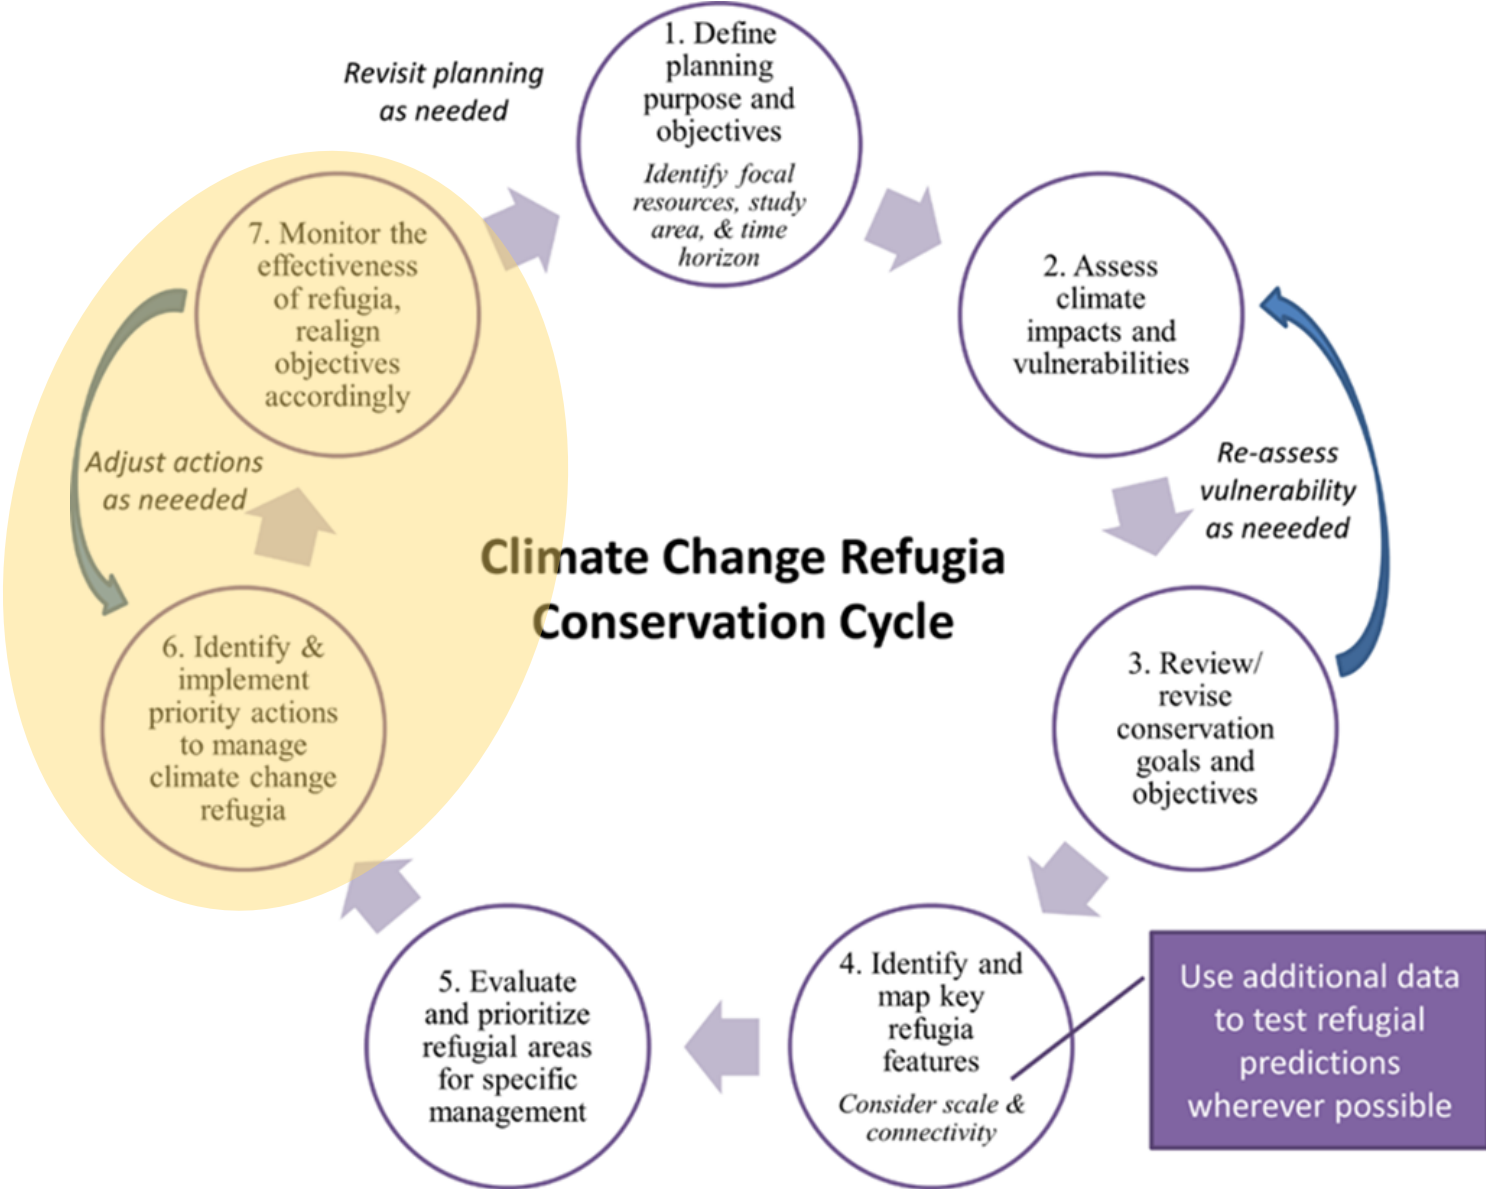 Revisit planning
as needed
1. Define
planning
purpose and
objectives
Identify focal
resources, study
area, & time
horizon
2. Assess
climate
impacts and
vulnerabilities
Re-assess
vulnerability
as neeeded
3. Review/
revise
conservation
goals and
objectives
4. Identify and
map key
refugia
features
Consider scale &
connectivity
Use additional data
to test refugial
predictions
wherever possible
5. Evaluate
and prioritize
refugial areas
for specific
management
6. Identify &
implement
priority actions
to manage
climate change
refugia
Adjust actions
as neeeded
7. Monitor the
effectiveness
of refugia,
realign
objectives
accordingly
Climate Change Refugia
Conservation Cycle